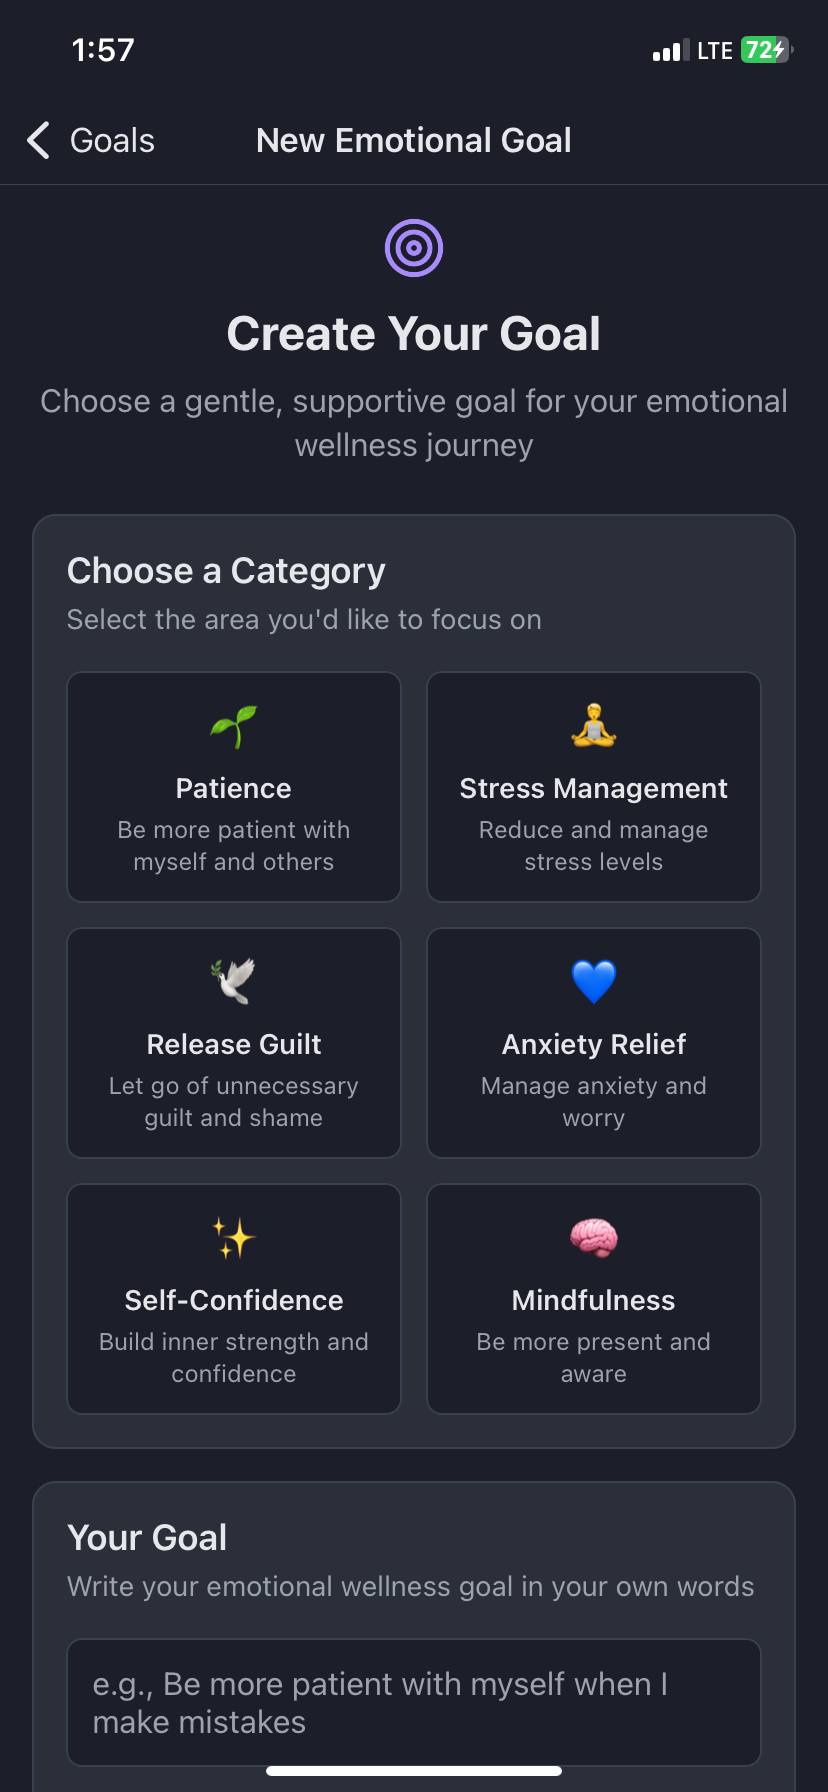 1:57
LTE 72
Goals
New Emotional Goal
Create Your Goal
Choose a gentle, supportive goal for your emotional
wellness journey
Choose a Category
Select the area you'd like to focus on
Patience
Be more patient with
myself and others
Stress Management
Reduce and manage
stress levels
Release Guilt
Let go of unnecessary
guilt and shame
Anxiety Relief
Manage anxiety and
worry
Self-Confidence
Build inner strength and
confidence
Mindfulness
Be more present and
aware
Your Goal
Write your emotional wellness goal in your own words
e.g., Be more patient with myself when I
make mistakes